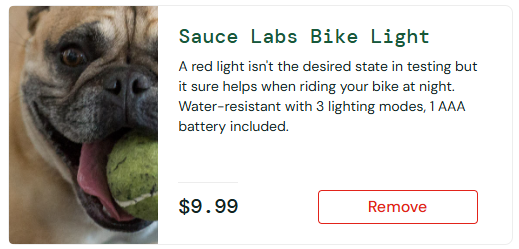 Sauce Labs Bike Light
A red light isn't the desired state in testing but
it sure helps when riding your bike at night.
Water-resistant with 3 lighting modes, 1 AAA
battery included.
$9.99
Remove